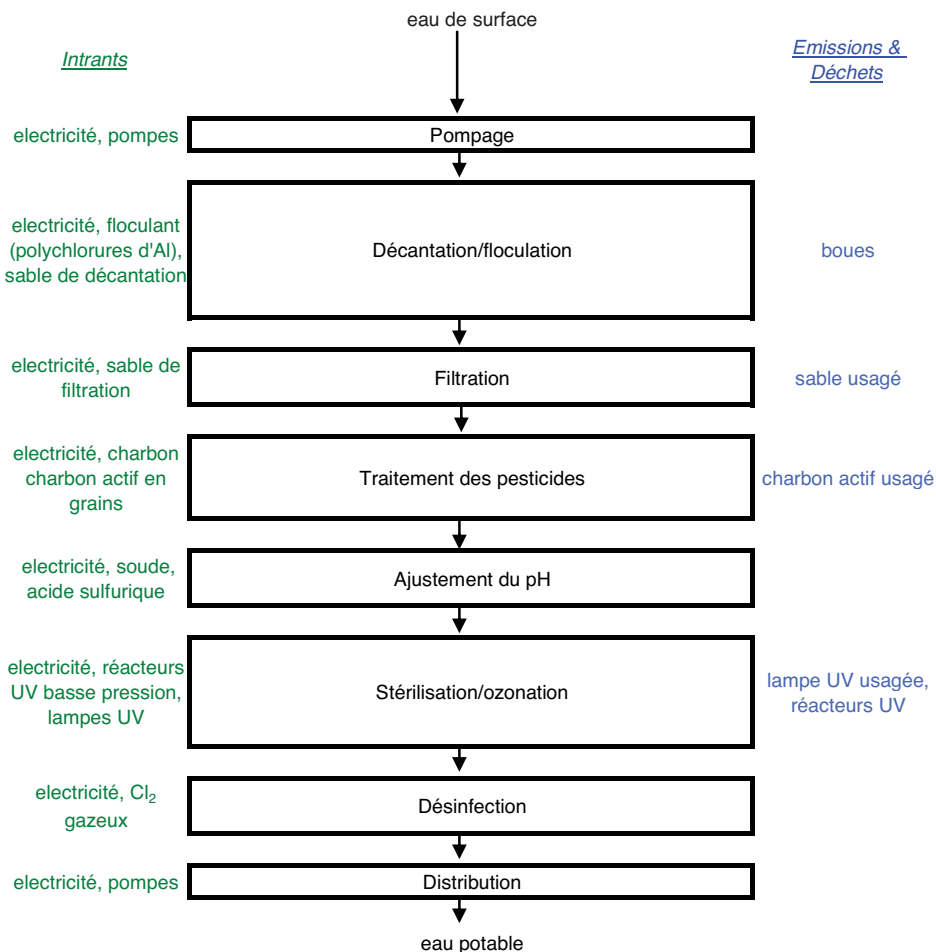 eau de surface
Intrants
Emissions &
Déchets
electricité, pompes
Pompage
electricité, floculant
(polychlorures d'Al),
sable de décantation
Décantation/floculation
boues
electricité, sable de
filtration
Filtration
sable usagé
electricité, charbon
charbon actif en
grains
Traitement des pesticides
charbon actif usagé
electricité, soude,
acide sulfurique
Ajustement du pH
electricité, réacteurs
UV basse pression,
lampes UV
Stérilisation/ozonation
lampe UV usagée,
réacteurs UV
electricité, Cl₂
gazeux
Désinfection
electricité, pompes
Distribution
eau potable